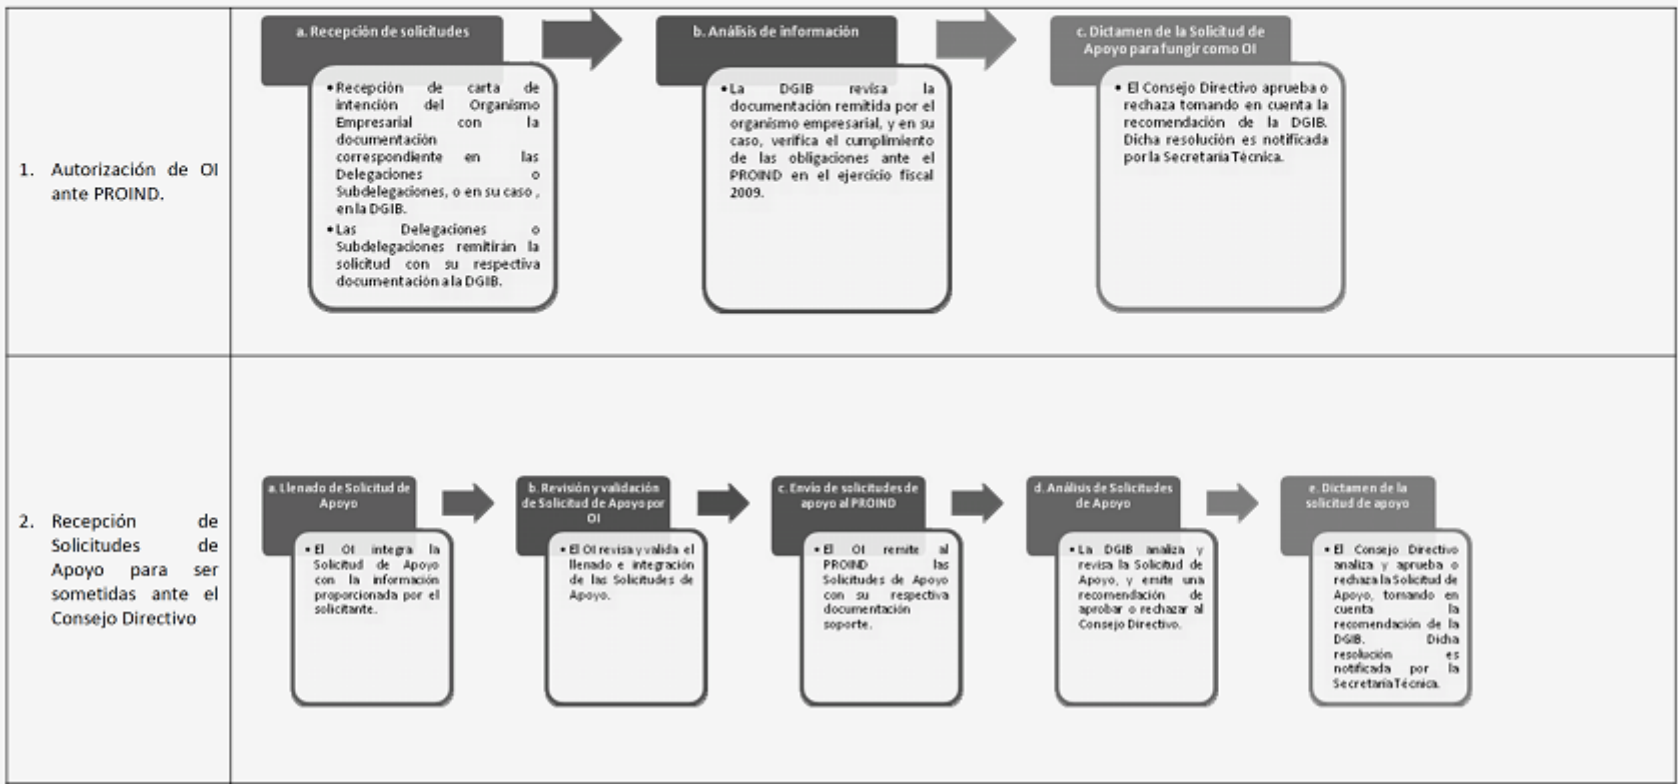 1. Autorización de OI
ante PROIND.
a. Recepción de solicitudes
•Recepción de carta de
intención del Organismo
Empresarial con la
documentación
correspondiente en las
Delegaciones o
Subdelegaciones, o en su caso ,
en la DGIB.
•Las Delegaciones o
Subdelegaciones remitirán la
solicitud con su respectiva
documentación a la DGIB.
b. Análisis de información
•La DGIB revisa la
documentación remitida por el
organismo empresarial, y en su
caso, verifica el cumplimiento
de las obligaciones ante el
PROIND en el ejercicio fiscal
2009.
c. Dictamen de la Solicitud de
Apoyo para fungir como OI
• El Consejo Directivo aprueba o
rechaza tomando en cuenta la
recomendación de la DGIB.
Dicha resolución es notificada
por la Secretaría Técnica.
2. Recepción de
Solicitudes de
Apoyo para ser
sometidas ante el
Consejo Directivo
a. Llenado de Solicitud de
Apoyo
•El OI integra la
Solicitud de Apoyo
con la información
proporcionada por el
solicitante.
b. Revisión y validación
de Solicitud de Apoyo por
OI
•El OI revisa y valida el
llenado e integración
de las Solicitudes de
Apoyo.
c. Envío de solicitudes de
apoyo al PROIND
•El OI remite al
PROIND las
Solicitudes de Apoyo
con su respectiva
documentación
soporte.
d. Análisis de Solicitudes
de Apoyo
•La DGIB analiza y
revisa la Solicitud de
Apoyo, y emite una
recomendación de
aprobar o rechazar al
Consejo Directivo.
e. Dictamen de la
solicitud de apoyo
•El Consejo Directivo
analiza y aprueba o
rechaza la Solicitud de
Apoyo, tomando en
cuenta la
recomendación de la
DGIB. Dicha
resolución es
notificada por la
Secretaría Técnica.